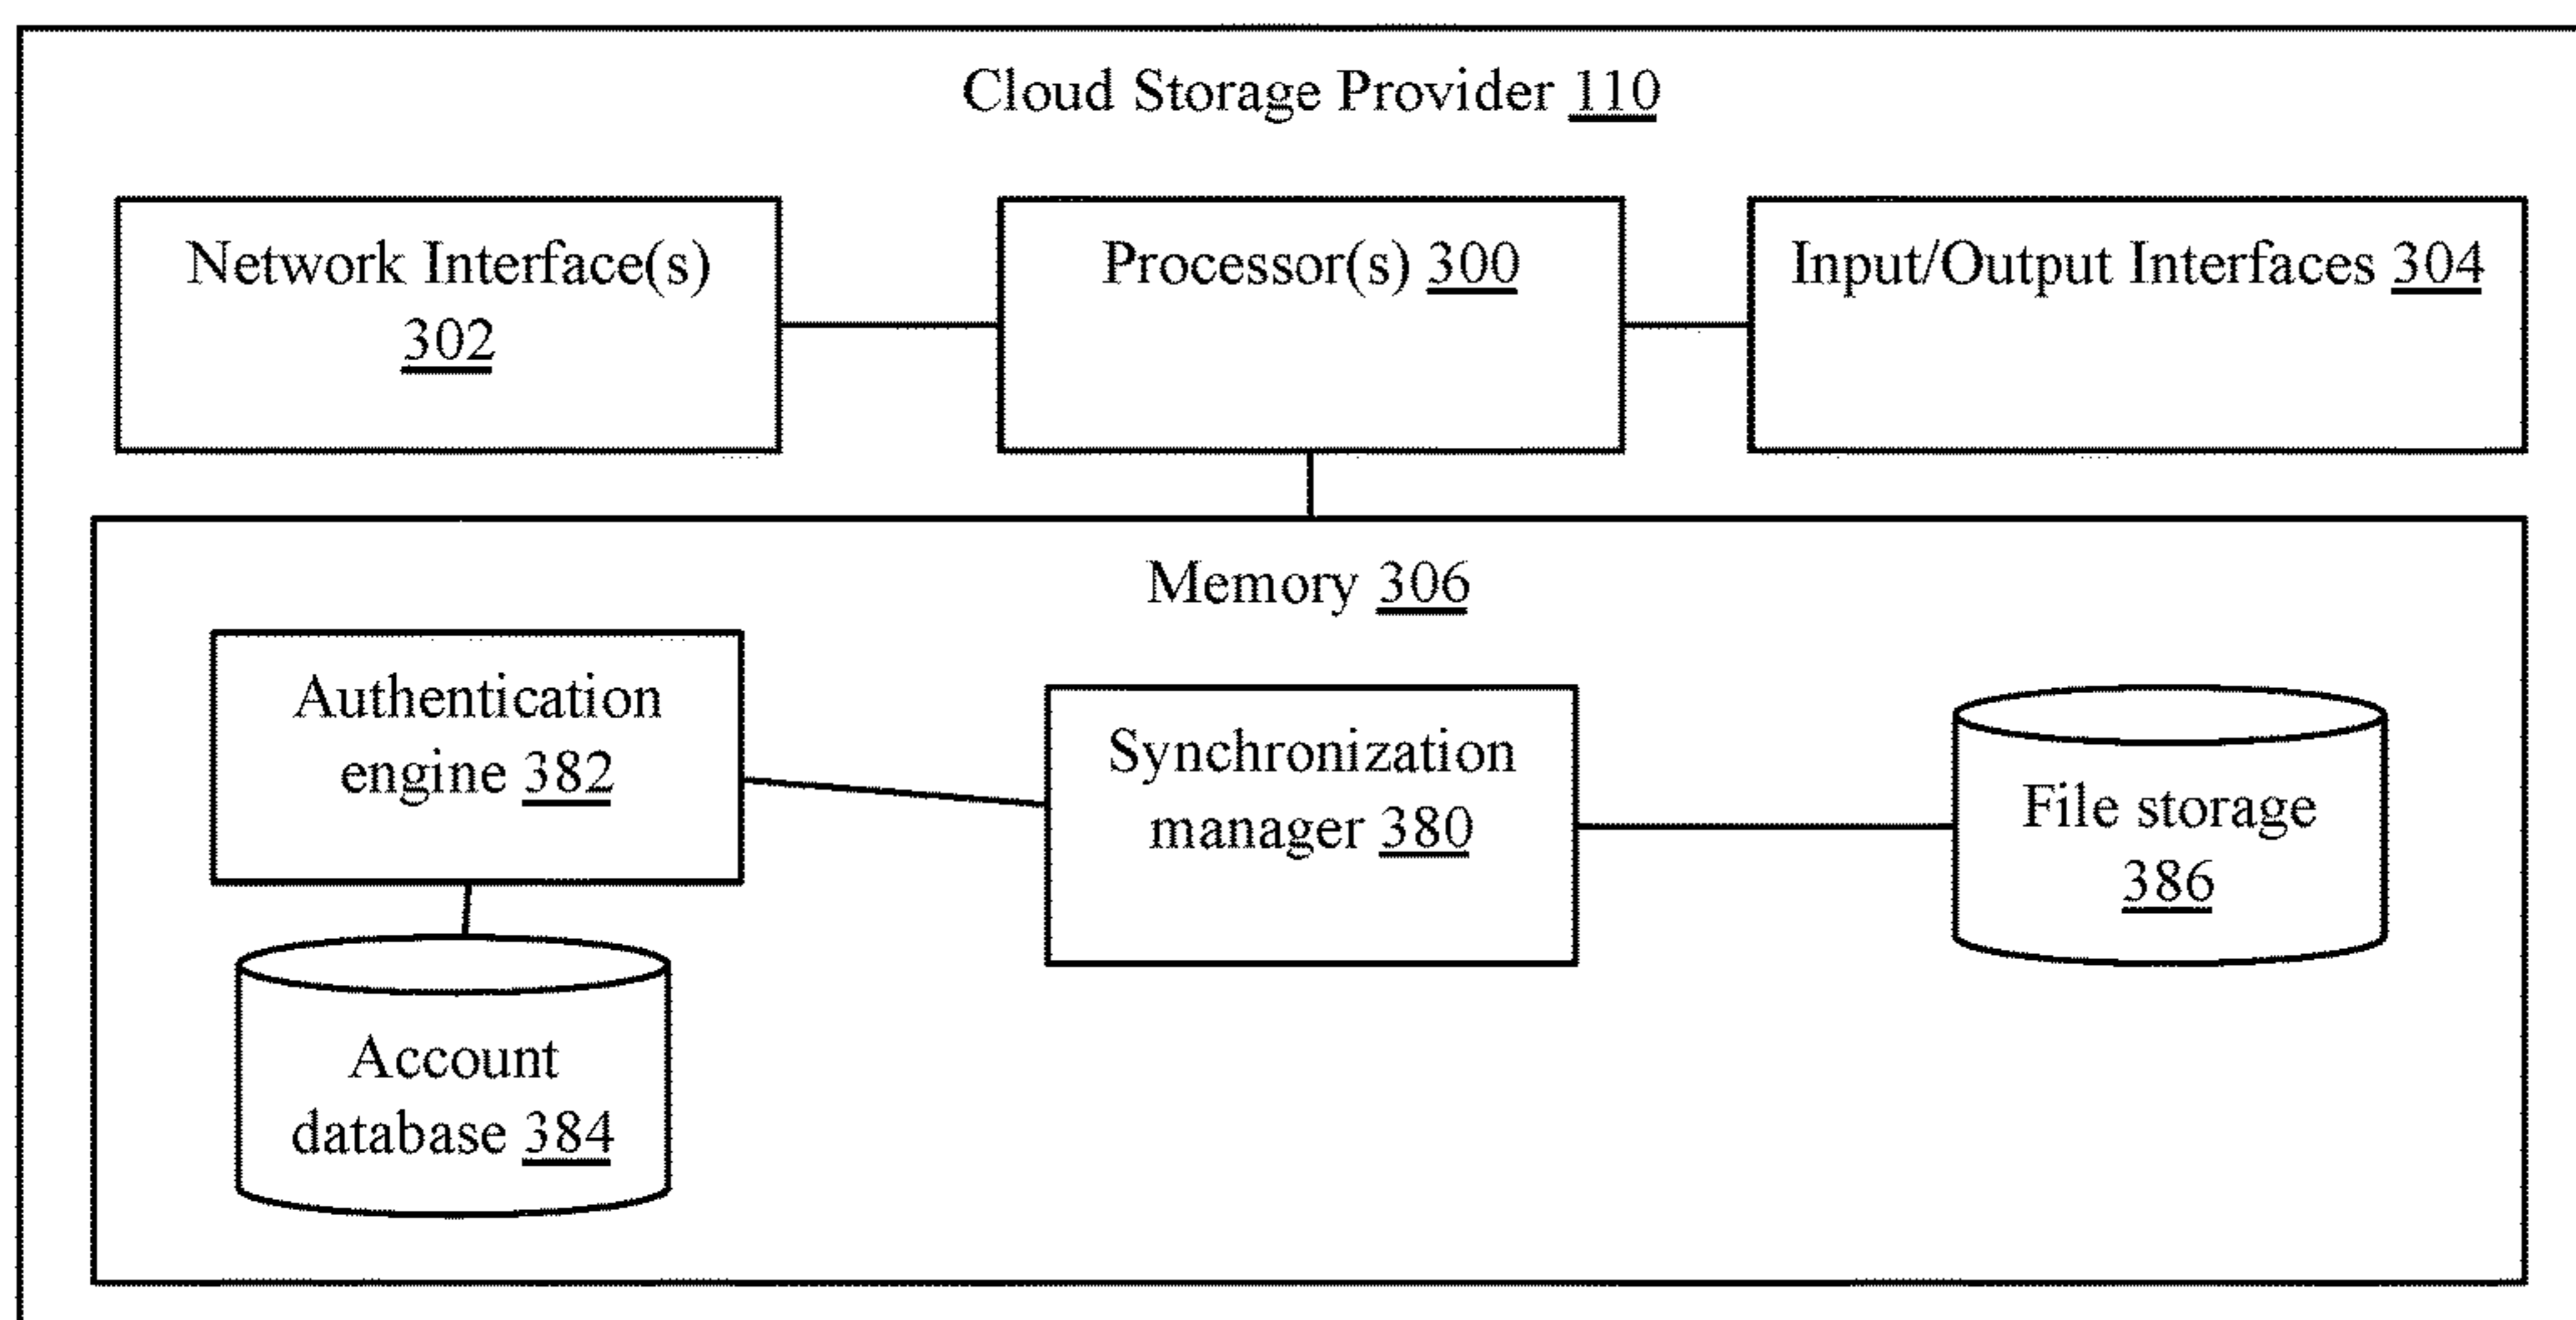 Cloud Storage Provider 110
Network Interface(s)
302
Processor(s) 300
Input/Output Interfaces 304
Memory 306
Authentication
engine 382
Synchronization
manager 380
File storage
386
Account
database 384